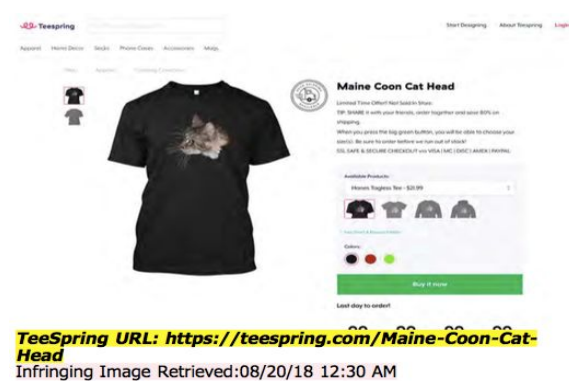 Teespring
Start Designing About Teespring Login
Apparel Home Decor Socks Phone Cases Accessories Mugs
Maine Coon Cat Head
Limited Time Offer!! Not Sold In Store.
TIP: SHARE it with your friends, order together and save 80% on
shipping.
When you press the big green button, you will be able to choose your
size(s). Be sure to order before we run out of stock!
SSL SAFE & SECURE CHECKOUT via: VISA | MC | DISC | AMEX | PAYPAL
Available Products:
Hanes Tagless Tee - $21.99
Colors:
Buy it now
Last day to order!
TeeSpring URL: https://teespring.com/Maine-Coon-Cat-
Head
Infringing Image Retrieved:08/20/18 12:30 AM